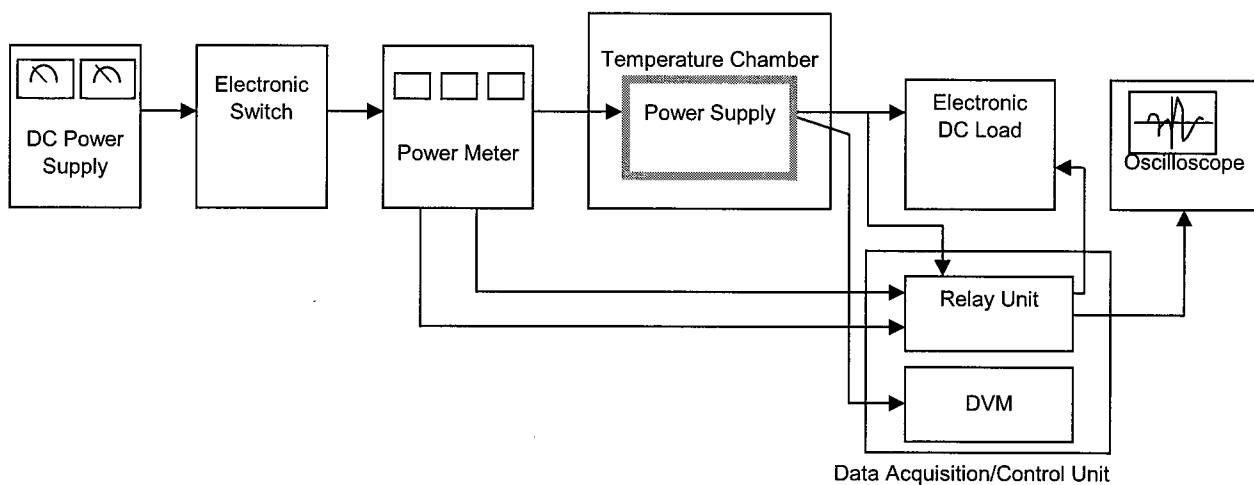 DC Power
Supply
Electronic
Switch
Power Meter
Temperature Chamber
Power Supply
Electronic
DC Load
Oscilloscope
Relay Unit
DVM
Data Acquisition/Control Unit